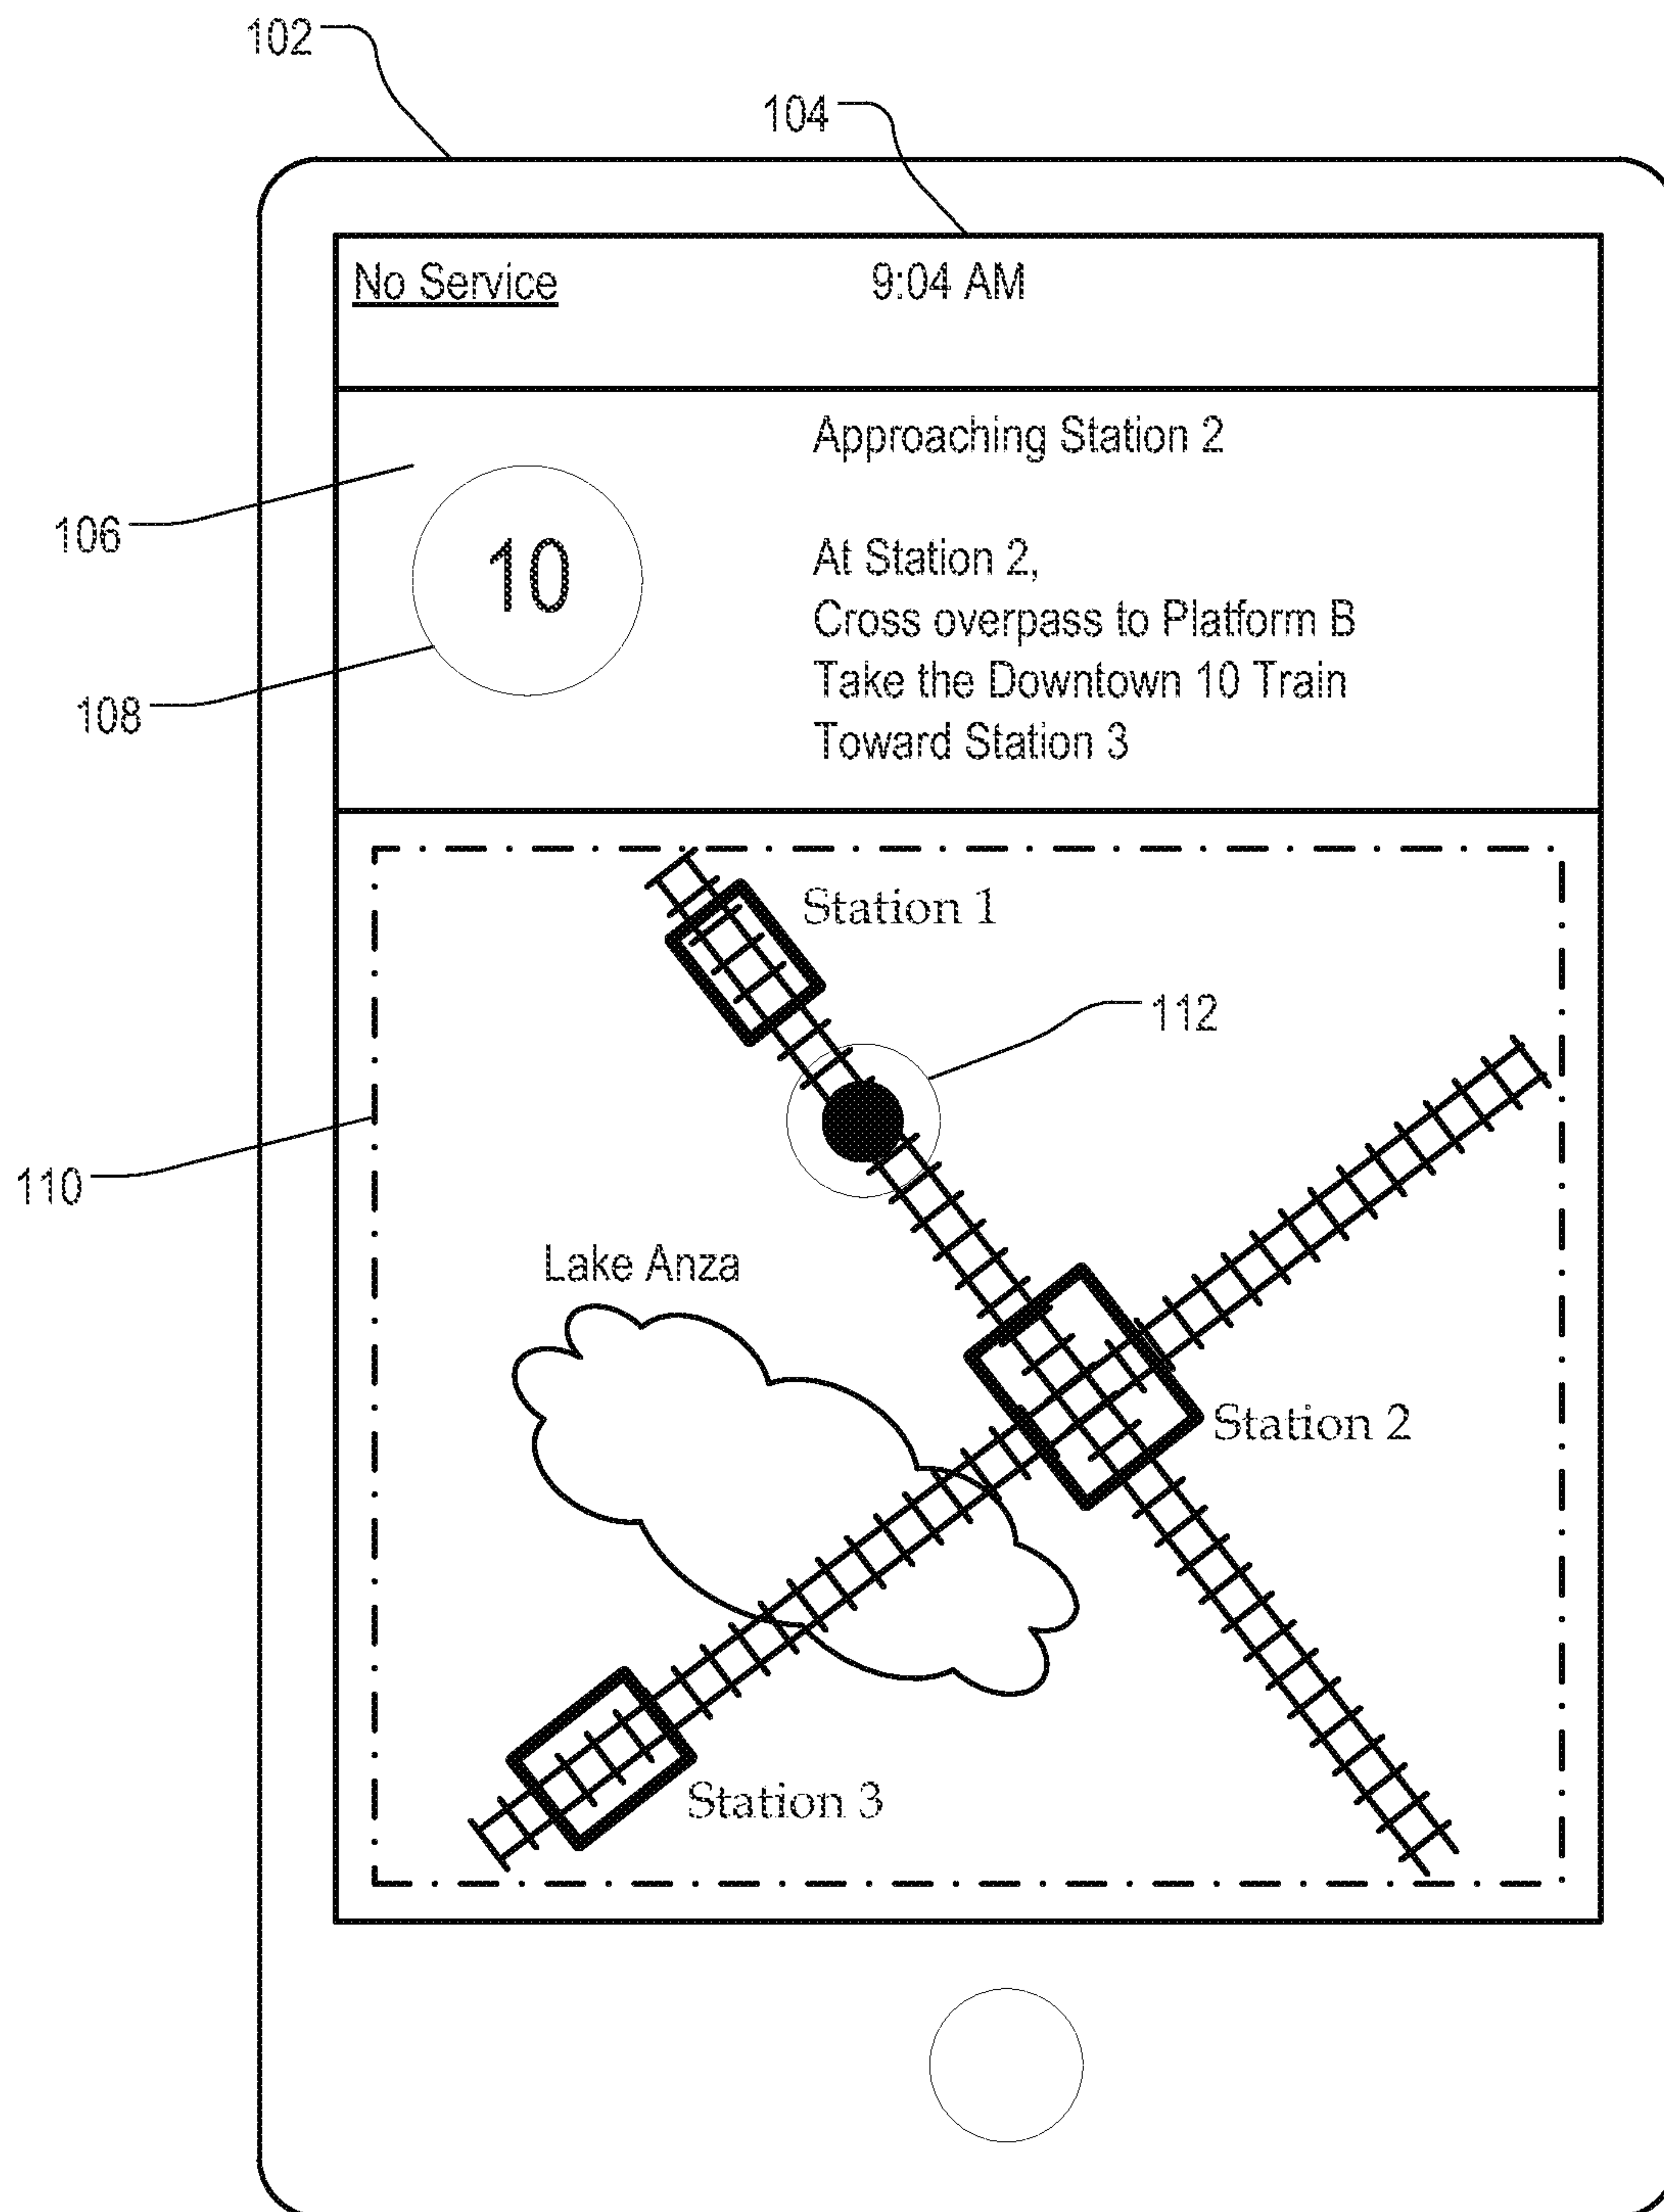 102
104
No Service
9:04 AM
Approaching Station 2
106
10
At Station 2,
Cross overpass to Platform B
Take the Downtown 10 Train
Toward Station 3
108
Station 1
112
110
Lake Anza
Station 2
Station 3